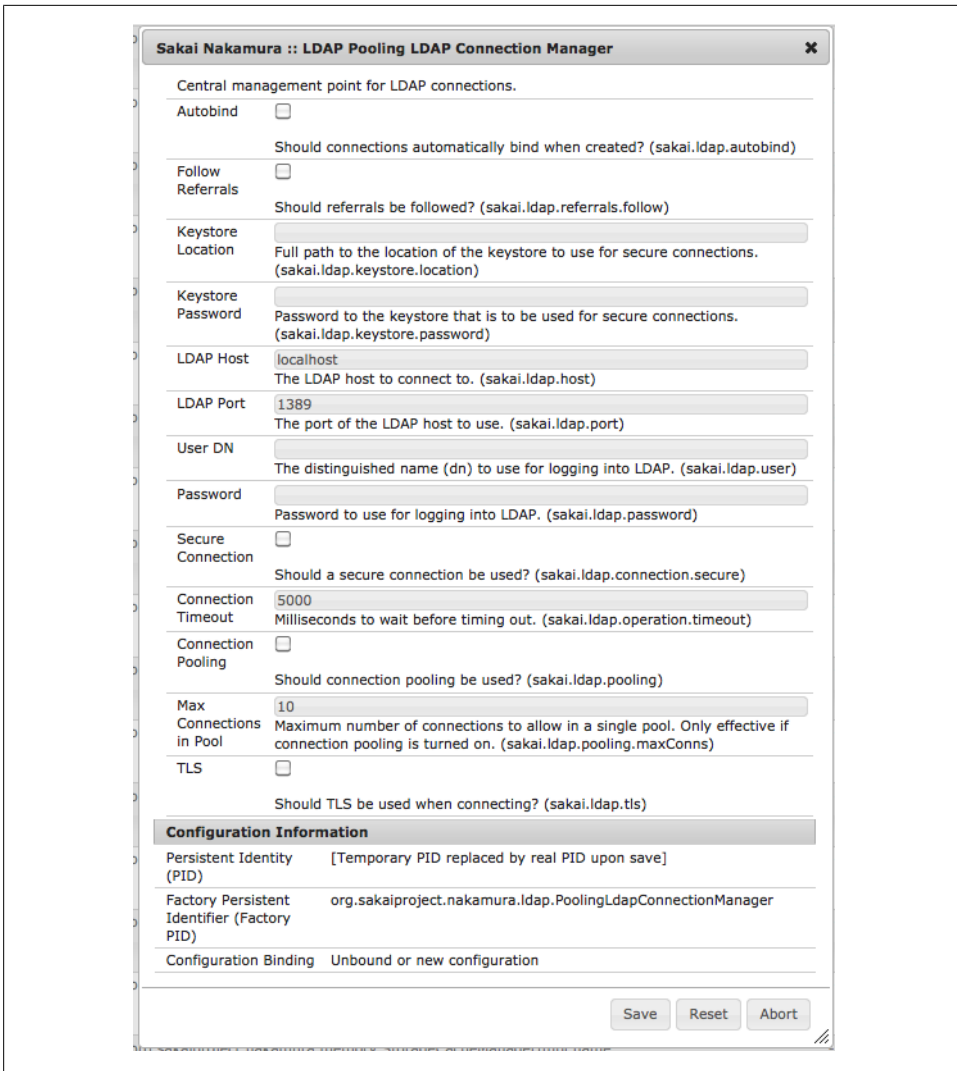 Sakai Nakamura :: LDAP Pooling LDAP Connection Manager
Central management point for LDAP connections.
Autobind
Should connections automatically bind when created? (sakai.ldap.autobind)
Follow
Referrals
Should referrals be followed? (sakai.ldap.referrals.follow)
Keystore
Location
Full path to the location of the keystore to use for secure connections.
(sakai.ldap.keystore.location)
Keystore
Password
Password to the keystore that is to be used for secure connections.
(sakai.ldap.keystore.password)
LDAP Host
localhost
The LDAP host to connect to. (sakai.ldap.host)
LDAP Port
1389
The port of the LDAP host to use. (sakai.ldap.port)
User DN
The distinguished name (dn) to use for logging into LDAP. (sakai.ldap.user)
Password
Password to use for logging into LDAP. (sakai.ldap.password)
Secure
Connection
Should a secure connection be used? (sakai.ldap.connection.secure)
Connection
Timeout
5000
Milliseconds to wait before timing out. (sakai.ldap.operation.timeout)
Connection
Pooling
Should connection pooling be used? (sakai.ldap.pooling)
Max
Connections
in Pool
10
Maximum number of connections to allow in a single pool. Only effective if
connection pooling is turned on. (sakai.ldap.pooling.maxConns)
TLS
Should TLS be used when connecting? (sakai.ldap.tls)
Configuration Information
Persistent Identity
(PID)
[Temporary PID replaced by real PID upon save]
Factory Persistent
Identifier (Factory
PID)
org.sakaiproject.nakamura.ldap.PoolingLdapConnectionManager
Configuration Binding
Unbound or new configuration
Save
Reset
Abort